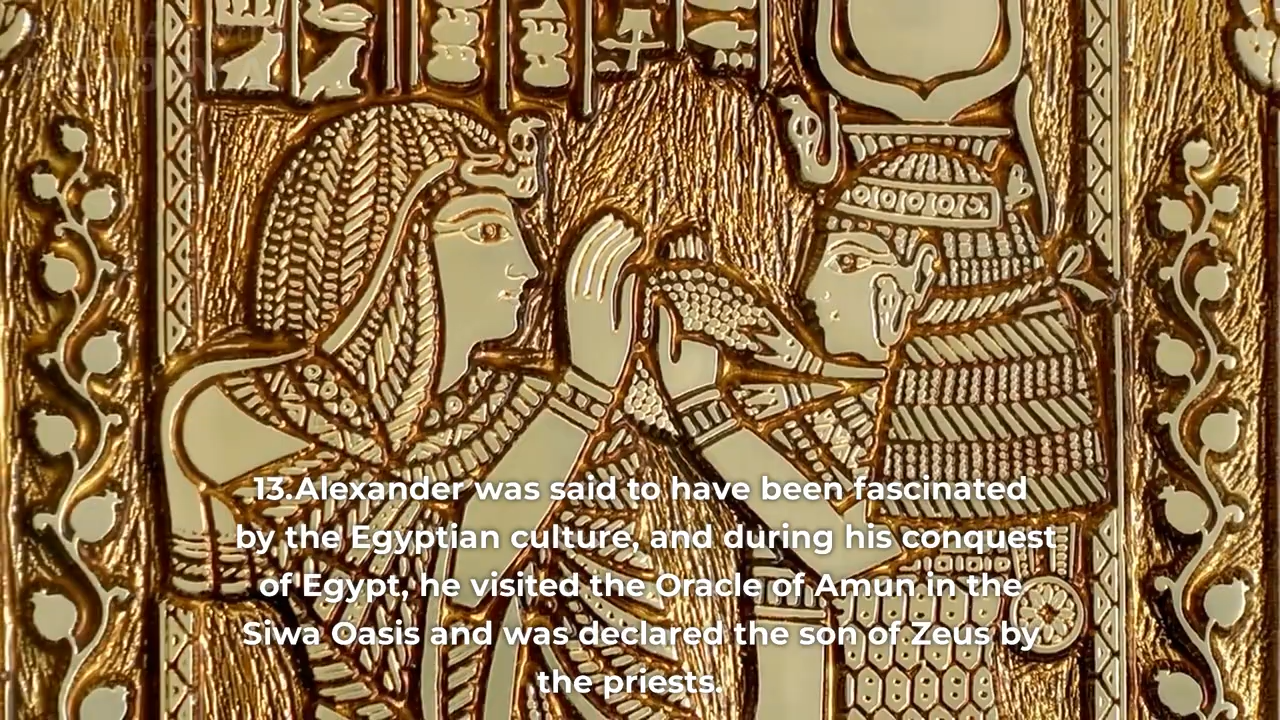 13.Alexander was said to have been fascinated
by the Egyptian culture, and during his conquest
of Egypt, he visited the Oracle of Amun in the
Siwa Oasis and was declared the son of Zeus by
the priests.